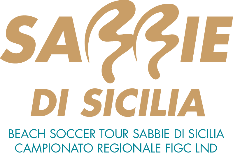 SABBIE
DI SICILIA
BEACH SOCCER TOUR SABBIE DI SICILIA
CAMPIONATO REGIONALE FIGC LND